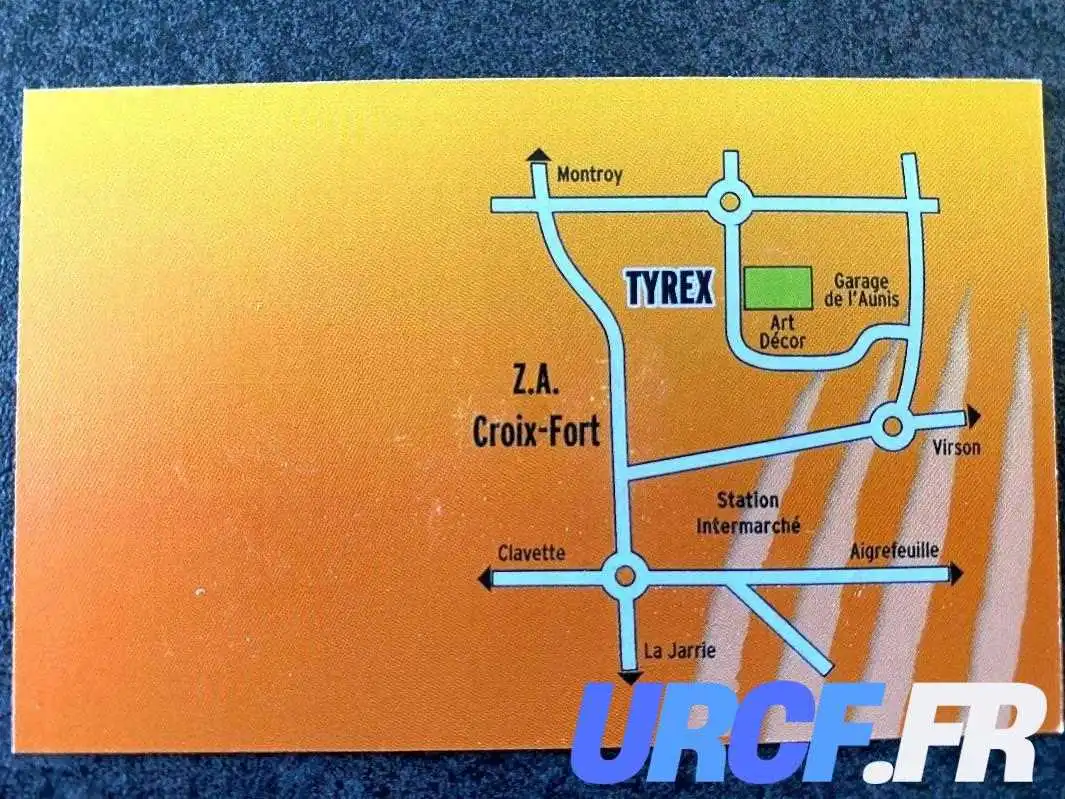 Montroy
TYREX
Garage
de l'Aunis
Art
Décor
Z.A.
Croix-Fort
Virson
Station
Intermarché
Clavette
Aigrefeuille
La Jarrie
URCF.FR